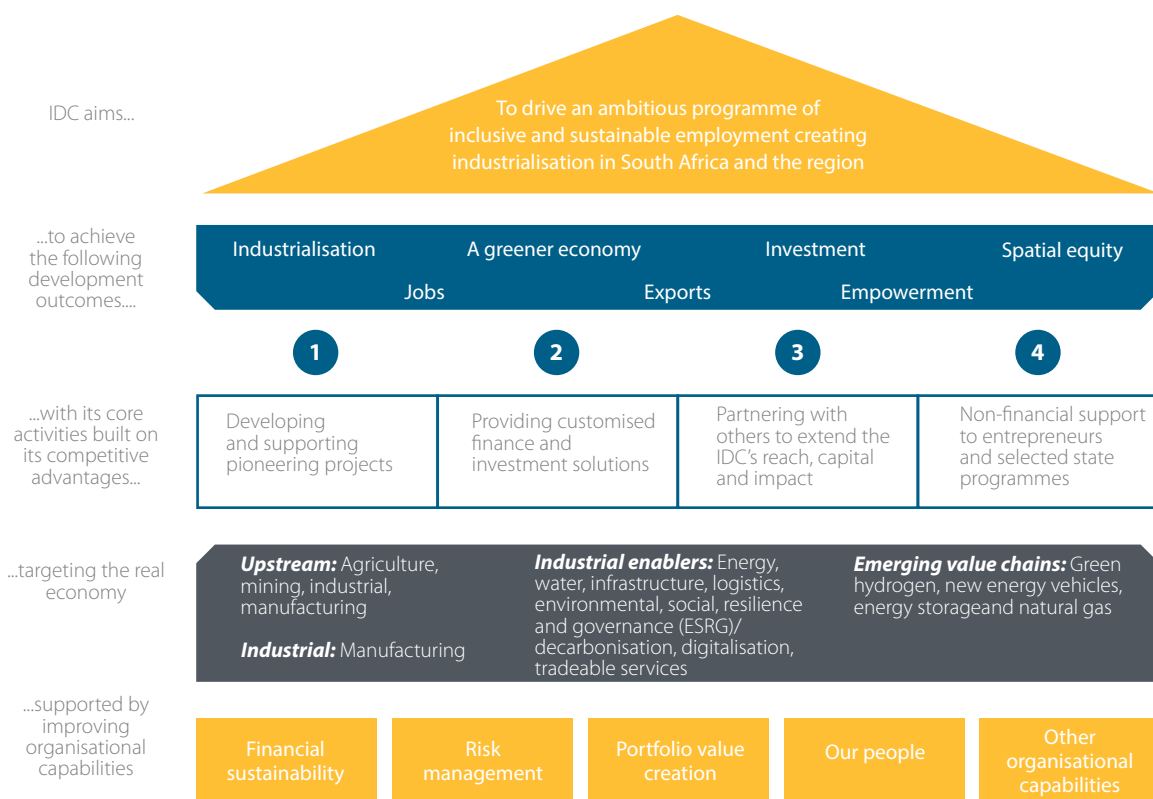 IDC aims...
To drive an ambitious programme of
inclusive and sustainable employment creating
industrialisation in South Africa and the region
...to achieve
the following
development
outcomes....
Industrialisation
A greener economy
Investment
Spatial equity
Jobs
Exports
Empowerment
1
2
3
4
...with its core
activities built on
its competitive
advantages...
Developing
and supporting
pioneering projects
Providing customised
finance and
investment solutions
Partnering with
others to extend the
IDC's reach, capital
and impact
Non-financial support
to entrepreneurs
and selected state
programmes
...targeting the real
economy
Upstream: Agriculture,
mining, industrial,
manufacturing
Industrial: Manufacturing
Industrial enablers: Energy,
water, infrastructure, logistics,
environmental, social, resilience
and governance (ESRG)/
decarbonisation, digitalisation,
tradeable services
Emerging value chains: Green
hydrogen, new energy vehicles,
energy storageand natural gas
...supported by
improving
organisational
capabilities
Financial
sustainability
Risk
management
Portfolio value
creation
Our people
Other
organisational
capabilities